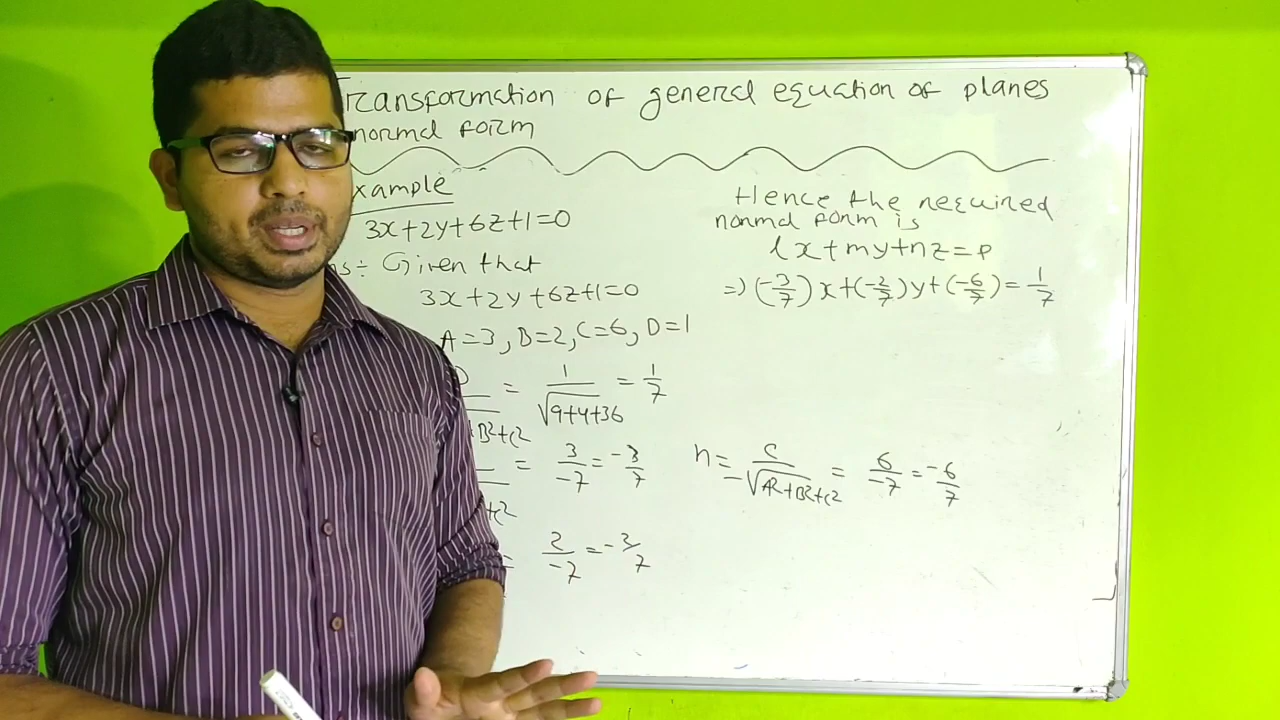 Transformation of general equation of planes
normal form
xample
3x+2y+6z+1=0
ns÷ Given that
3x+2y+6z+1=0
A=3, B=2, C=6, D=1
= 1/√9+4+36 = 1/7
+B²+C²
= 3/-7 = -3/7
+C²
= 2/-7 = -2/7
Hence the required
normal form is
lx+my+nz=P
=> (-3/7)x+(-2/7)y+(-6/7)=1/7
n = C/-√A²+B²+C² = 6/-7 = -6/7